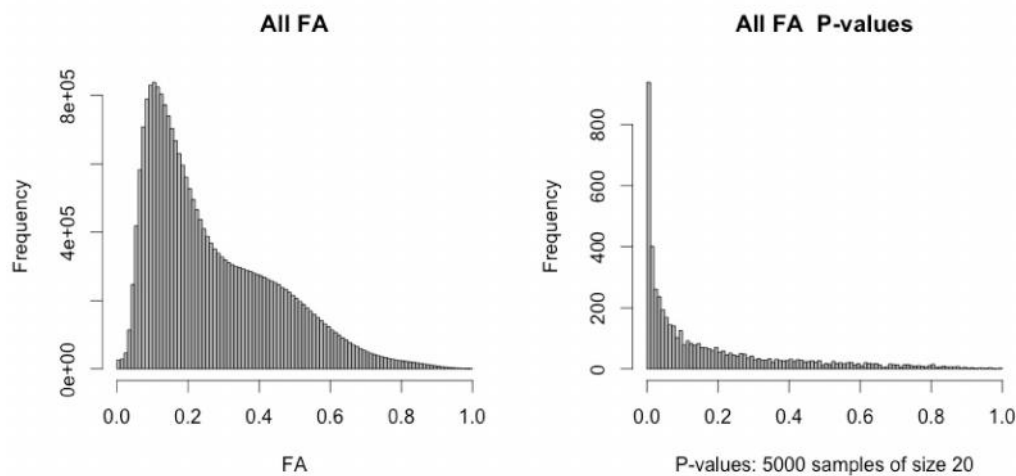 All FA
Frequency
0e+00
4e+05
8e+05
0.0 0.2 0.4 0.6 0.8 1.0
FA
All FA P-values
Frequency
0
200
400
600
800
0.0 0.2 0.4 0.6 0.8 1.0
P-values: 5000 samples of size 20